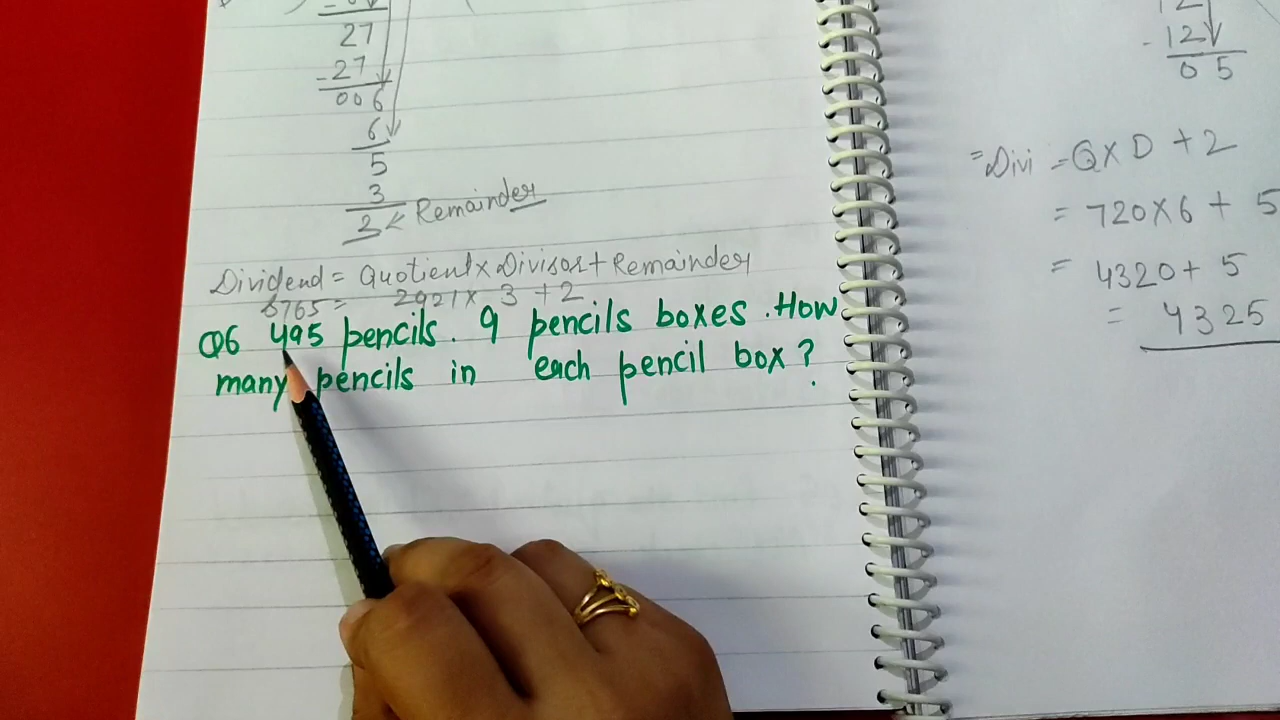 27
-27
006
6
5
3
2 < Remainder
Dividend = Quotient x Divisor + Remainder
8765 = 2921 x 3 + 2
Q6 495 pencils. 9 pencils boxes. How
many pencils in each pencil box?
12
-12
05
= Divi = Q X D + 2
= 720 X 6 + 5
= 4320 + 5
= 4325